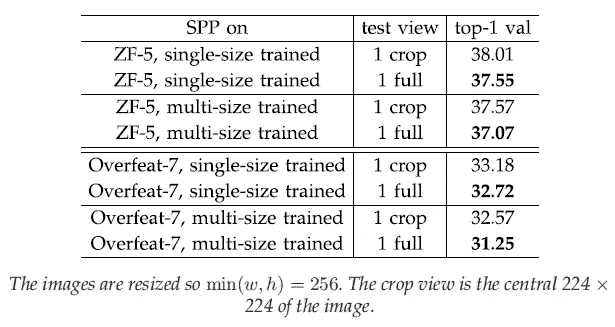 SPP on test view top-1 val
ZF-5, single-size trained 1 crop 38.01
ZF-5, single-size trained 1 full 37.55
ZF-5, multi-size trained 1 crop 37.57
ZF-5, multi-size trained 1 full 37.07
Overfeat-7, single-size trained 1 crop 33.18
Overfeat-7, single-size trained 1 full 32.72
Overfeat-7, multi-size trained 1 crop 32.57
Overfeat-7, multi-size trained 1 full 31.25
The images are resized so min(w, h) = 256. The crop view is the central 224 ×
224 of the image.